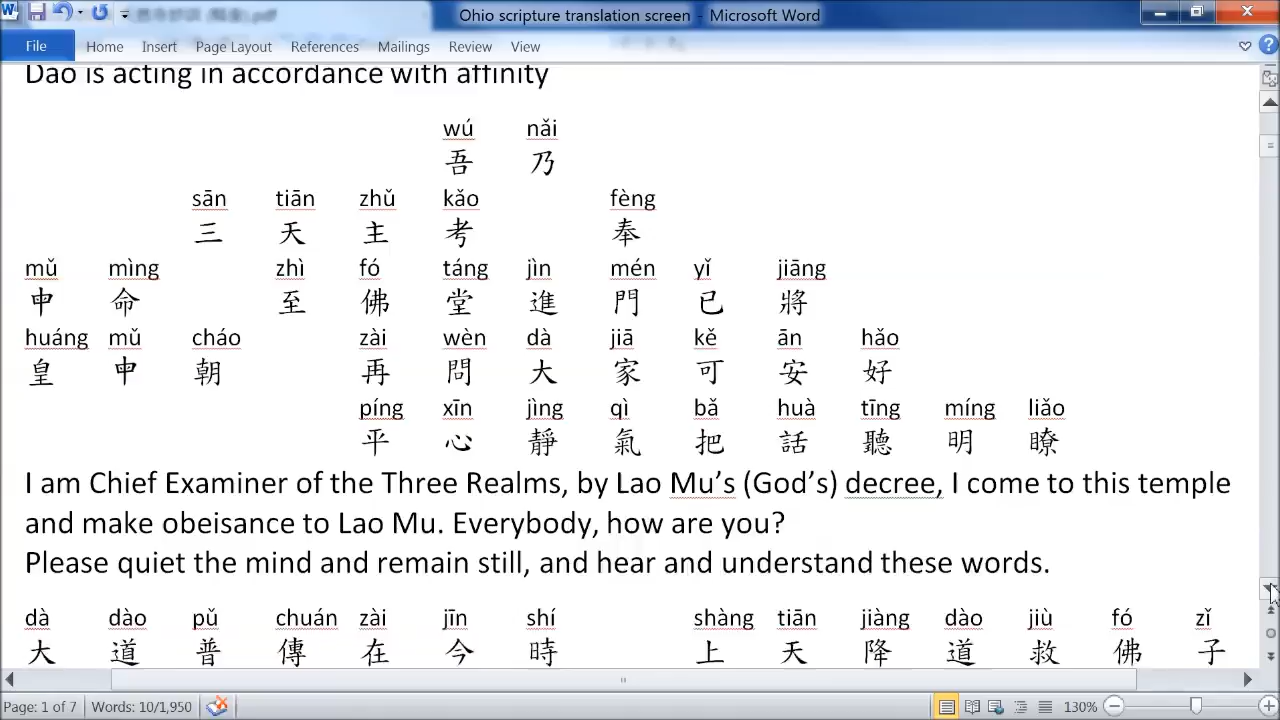 Ohio scripture translation screen - Microsoft Word
File Home Insert Page Layout References Mailings Review View
Dao is acting in accordance with affinity
wú nǎi
吾 乃
sān tiān zhǔ kǎo fèng
三 天 主 考 奉
mǔ mìng zhì fó táng jìn mén yǐ jiāng
申 命 至 佛 堂 進 門 已 將
huáng mǔ cháo zài wèn dà jiā kě ān hǎo
皇 申 朝 再 問 大 家 可 安 好
píng xīn jìng qì bǎ huà tīng míng liǎo
平 心 靜 氣 把 話 聽 明 瞭
I am Chief Examiner of the Three Realms, by Lao Mu’s (God’s) decree, I come to this temple
and make obeisance to Lao Mu. Everybody, how are you?
Please quiet the mind and remain still, and hear and understand these words.
dà dào pǔ chuán zài jīn shí shàng tiān jiàng dào jiù fó zǐ
大 道 普 傳 在 今 時 上 天 降 道 救 佛 子
Page: 1 of 7 Words: 10/1,950 130%